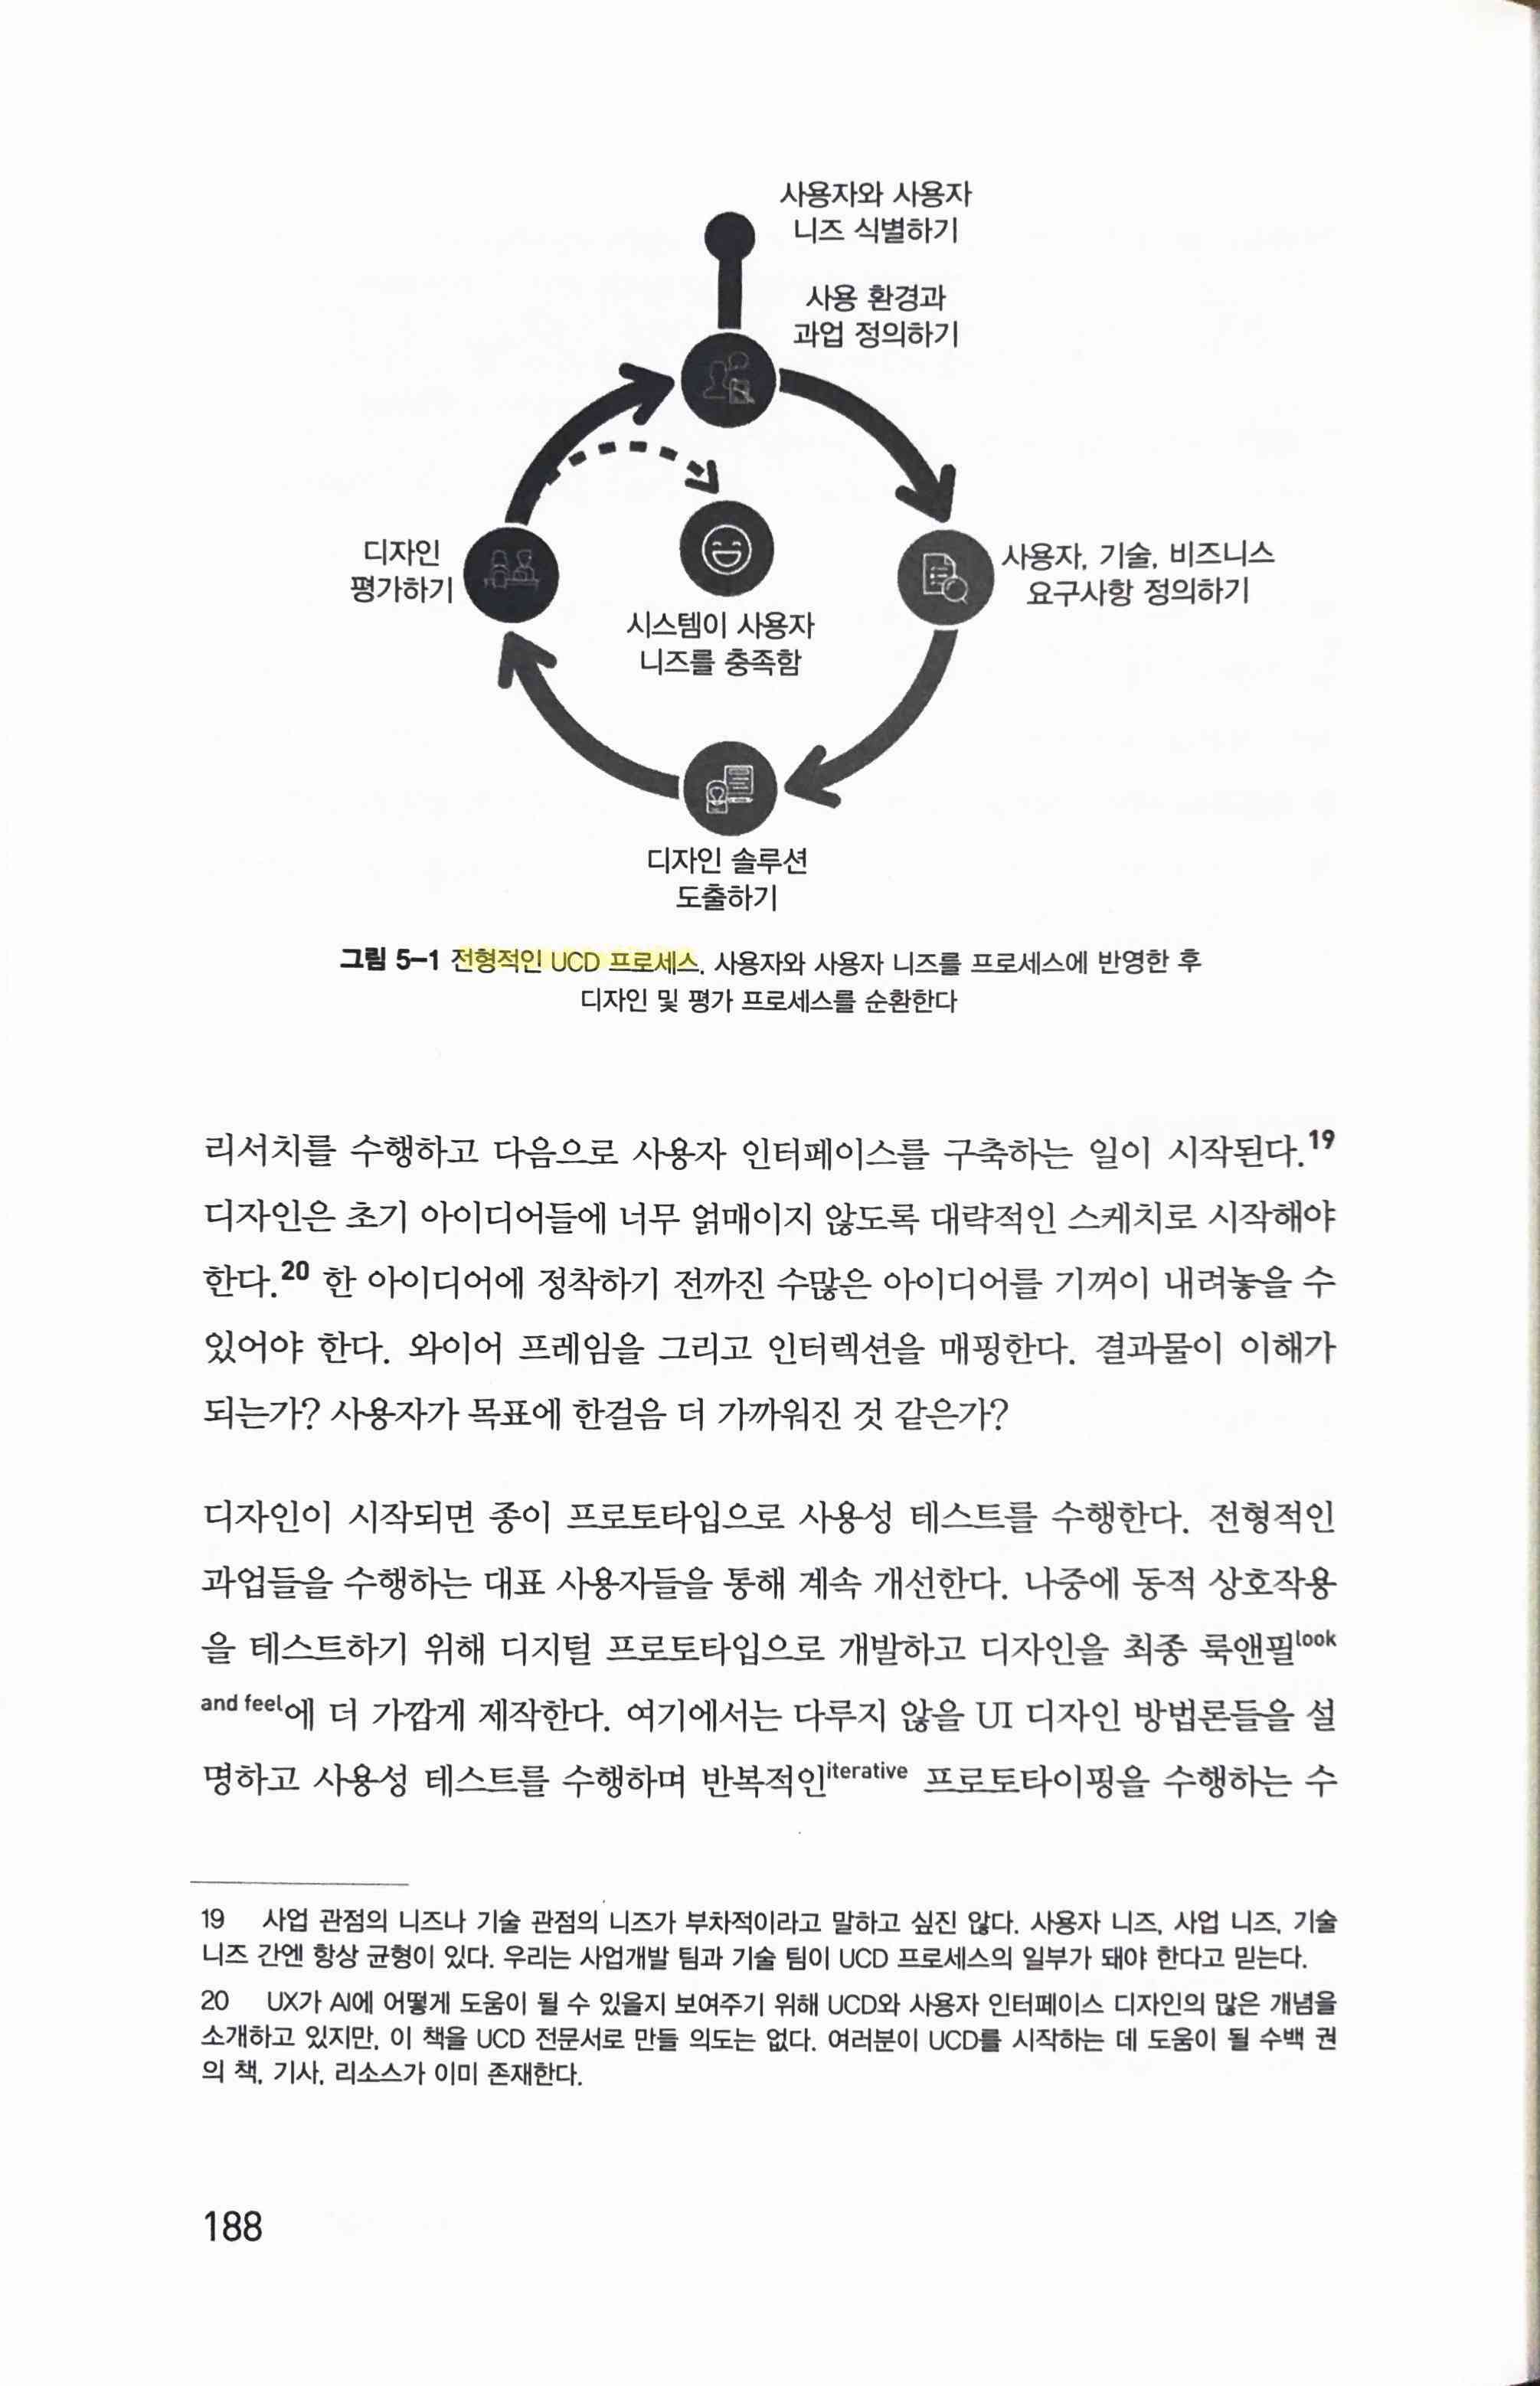 사용자와 사용자
니즈 식별하기
사용 환경과
과업 정의하기
디자인
평가하기
사용자, 기술, 비즈니스
요구사항 정의하기
시스템이 사용자
니즈를 충족함
디자인 솔루션
도출하기
그림 5-1 전형적인 UCD 프로세스. 사용자와 사용자 니즈를 프로세스에 반영한 후
디자인 및 평가 프로세스를 순환한다
리서치를 수행하고 다음으로 사용자 인터페이스를 구축하는 일이 시작된다.19
디자인은 초기 아이디어들에 너무 얽매이지 않도록 대략적인 스케치로 시작해야
한다.20 한 아이디어에 정착하기 전까진 수많은 아이디어를 기꺼이 내려놓을 수
있어야 한다. 와이어 프레임을 그리고 인터렉션을 매핑한다. 결과물이 이해가
되는가? 사용자가 목표에 한걸음 더 가까워진 것 같은가?
디자인이 시작되면 종이 프로토타입으로 사용성 테스트를 수행한다. 전형적인
과업들을 수행하는 대표 사용자들을 통해 계속 개선한다. 나중에 동적 상호작용
을 테스트하기 위해 디지털 프로토타입으로 개발하고 디자인을 최종 룩앤필look
and feel에 더 가깝게 제작한다. 여기에서는 다루지 않을 UI 디자인 방법론들을 설
명하고 사용성 테스트를 수행하며 반복적인iterative 프로토타이핑을 수행하는 수
19 사업 관점의 니즈나 기술 관점의 니즈가 부차적이라고 말하고 싶진 않다. 사용자 니즈, 사업 니즈, 기술
니즈 간엔 항상 균형이 있다. 우리는 사업개발 팀과 기술 팀이 UCD 프로세스의 일부가 돼야 한다고 믿는다.
20 UX가 AI에 어떻게 도움이 될 수 있을지 보여주기 위해 UCD와 사용자 인터페이스 디자인의 많은 개념을
소개하고 있지만, 이 책을 UCD 전문서로 만들 의도는 없다. 여러분이 UCD를 시작하는 데 도움이 될 수백 권
의 책, 기사, 리소스가 이미 존재한다.
188